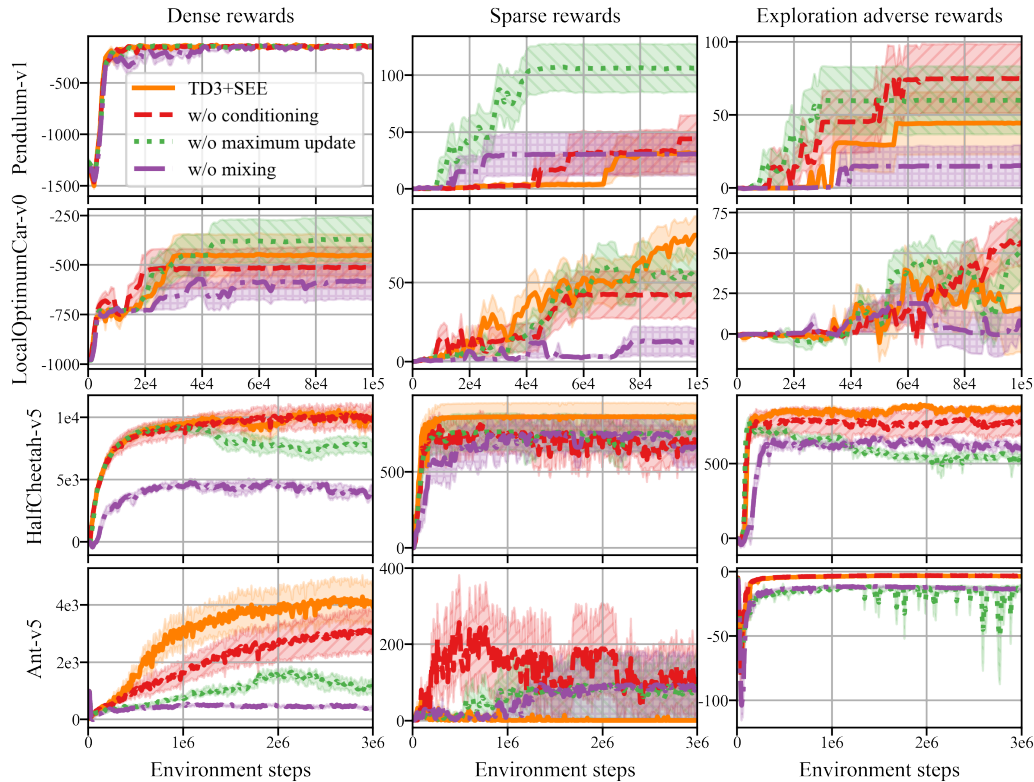 Dense rewards
Sparse rewards
Exploration adverse rewards
Pendulum-v1
-500
-1000
-1500
TD3+SEE
w/o conditioning
w/o maximum update
w/o mixing
100
50
0
100
50
0
LocalOptimumCar-v0
-250
-500
-750
-1000
0 2e4 4e4 6e4 8e4 1e5
50
0
0 2e4 4e4 6e4 8e4 1e5
75
50
25
0
-25
2e4 4e4 6e4 8e4 1e5
HalfCheetah-v5
1e4
5e3
0
500
0
500
0
Ant-v5
4e3
2e3
0
0 1e6 2e6 3e6
400
300
200
100
0
0 1e6 2e6 3e6
0
-50
-100
0 1e6 2e6 3e6
Environment steps
Environment steps
Environment steps